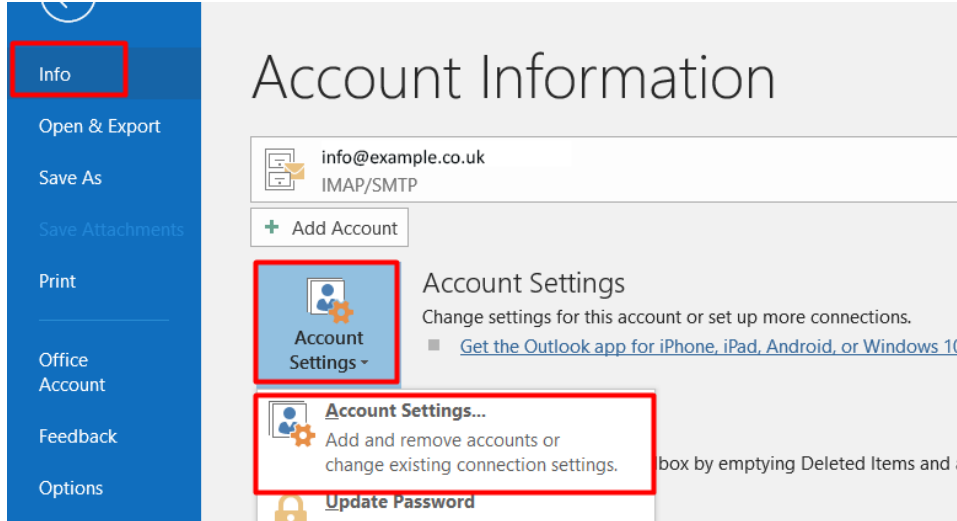 Info
Open & Export
Save As
Save Attachments
Print
Office
Account
Feedback
Options
Account Information
info@example.co.uk
IMAP/SMTP
Add Account
Account
Settings
Account Settings
Change settings for this account or set up more connections.
Get the Outlook app for iPhone, iPad, Android, or Windows 10
Account Settings...
Add and remove accounts or
change existing connection settings.
box by emptying Deleted Items and
Update Password